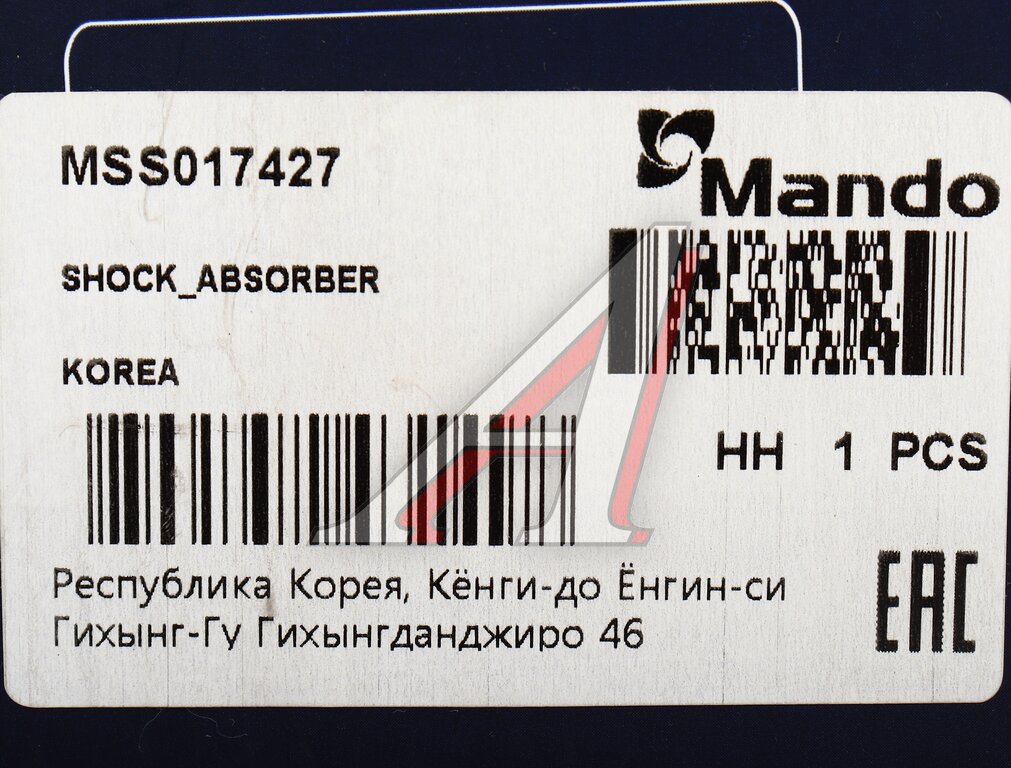 MSS017427
Mando
SHOCK_ABSORBER
KOREA
HH 1 PCS
Республика Корея, Кёнги-до Ёнгин-си
Гихынг-Гу Гихынгданджиро 46
EAC